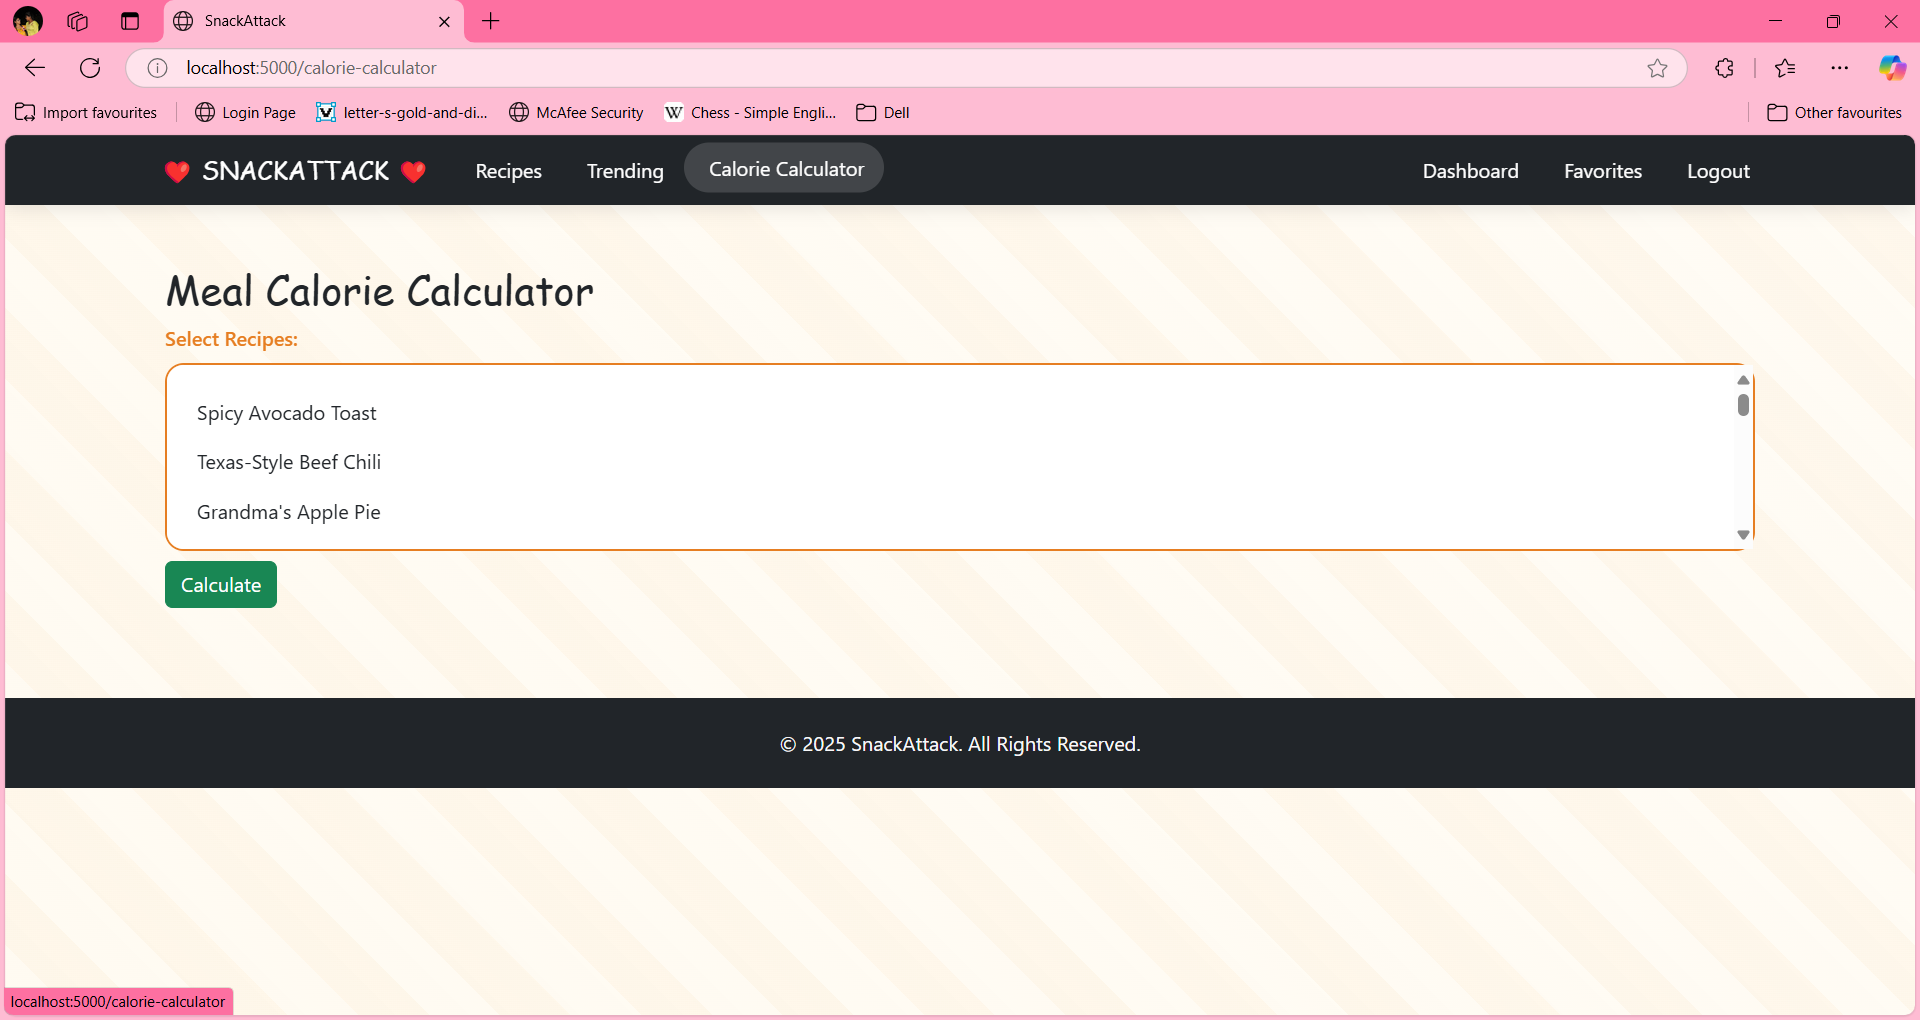 SnackAttack
localhost:5000/calorie-calculator
Import favourites
Login Page
letter-s-gold-and-di...
McAfee Security
W Chess - Simple Engli...
Dell
Other favourites
SNACKATTACK
Recipes
Trending
Calorie Calculator
Dashboard
Favorites
Logout
Meal Calorie Calculator
Select Recipes:
Spicy Avocado Toast
Texas-Style Beef Chili
Grandma's Apple Pie
Calculate
© 2025 SnackAttack. All Rights Reserved.
localhost:5000/calorie-calculator